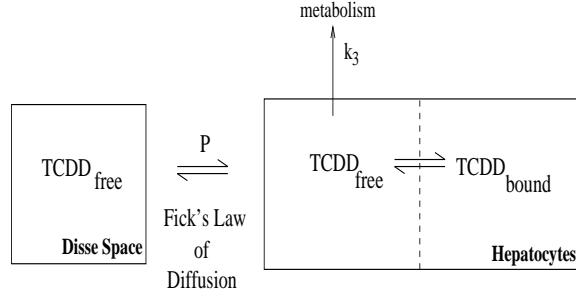 metabolism
k3
P
TCDD free
TCDD free
TCDD bound
Fick's Law
of
Diffusion
Disse Space
Hepatocytes